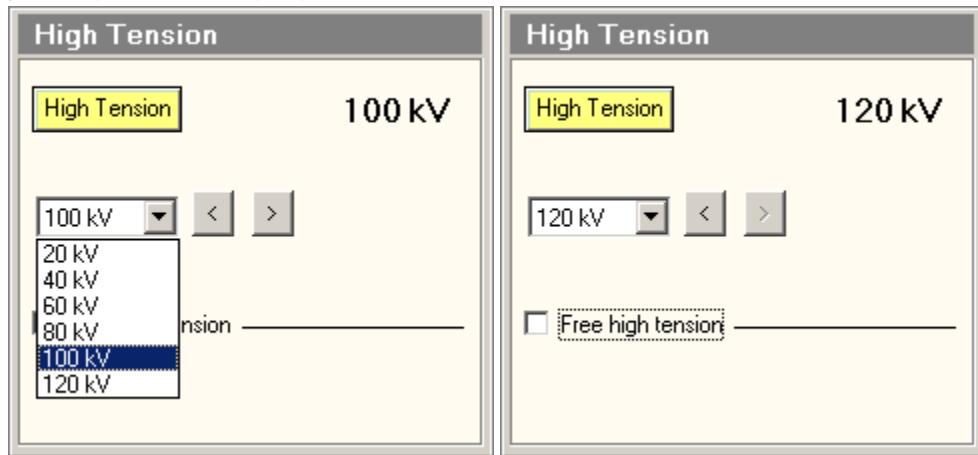 High Tension
High Tension 100 kV
100 kV < >
20 kV
40 kV
60 kV
80 kV nsion
100 kV
120 kV
High Tension
High Tension 120 kV
120 kV < >
Free high tension